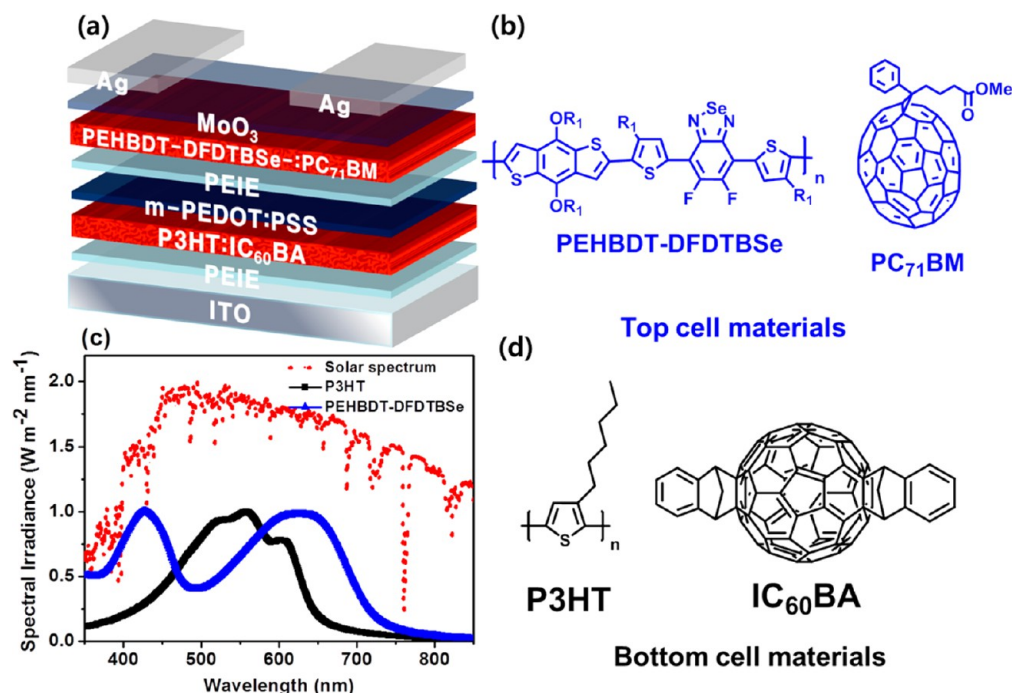 (a)
Ag
Ag
MoO₃
PEHBDT-DFDTBSe-:PC₇₁BM
PEIE
m-PEDOT:PSS
P3HT:IC₆₀BA
PEIE
ITO
(b)
OR₁
S
S
OR₁
R₁
S
Se
N
N
F
F
S
R₁
n
PEHBDT-DFDTBSe
O
OMe
PC₇₁BM
Top cell materials
(c)
Solar spectrum
P3HT
PEHBDT-DFDTBSe
Spectral Irradiance (W m⁻² nm⁻¹)
2.0
1.5
1.0
0.5
0.0
400
500
600
700
800
Wavelength (nm)
(d)
S
n
P3HT
IC₆₀BA
Bottom cell materials